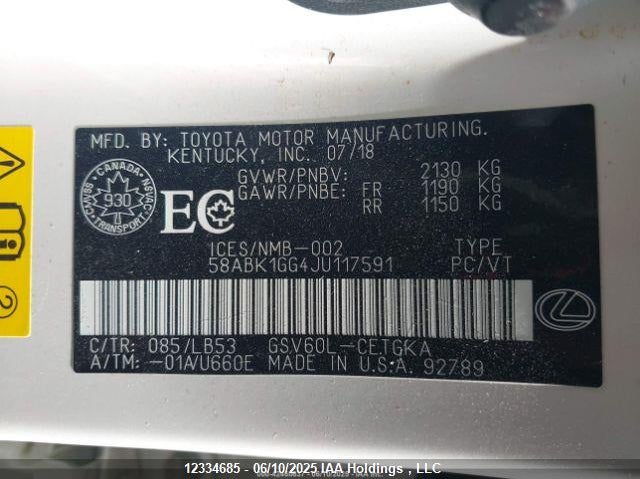 MFD. BY: TOYOTA MOTOR MANUFACTURING.
KENTUCKY, INC. 07/18
GVWR/PNBV: 2130 KG
GAWR/PNBE: FR 1190 KG
RR 1150 KG
CANADA
930
TRANSPORT
EC
ICES/NMB-002 TYPE
58ABK1GG4JU117591 PC/VT
C/TR: 085/LB53 GSV60L-CETGKA
A/TM: -01A/U660E MADE IN U.S.A. 92789
2
12334685 - 06/10/2025 IAA Holdings , LLC